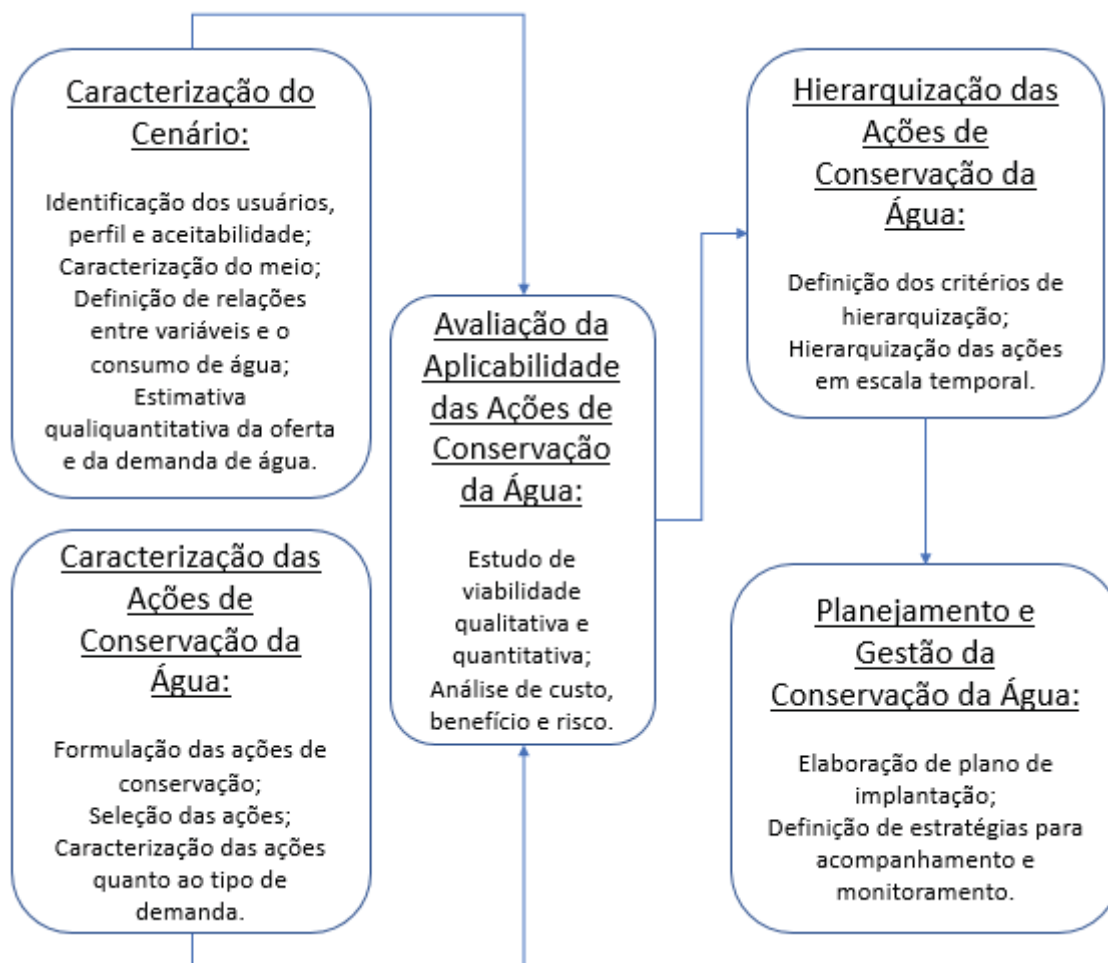 Caracterização do
Cenário:
Identificação dos usuários,
perfil e aceitabilidade;
Caracterização do meio;
Definição de relações
entre variáveis e o
consumo de água;
Estimativa
qualiquantitativa da oferta
e da demanda de água.
Caracterização das
Ações de
Conservação da
Água:
Formulação das ações de
conservação;
Seleção das ações;
Caracterização das ações
quanto ao tipo de
demanda.
Avaliação da
Aplicabilidade
das Ações de
Conservação
da Água:
Estudo de
viabilidade
qualitativa e
quantitativa;
Análise de custo,
benefício e risco.
Hierarquização das
Ações de
Conservação da
Água:
Definição dos critérios de
hierarquização;
Hierarquização das ações
em escala temporal.
Planejamento e
Gestão da
Conservação da Água:
Elaboração de plano de
implantação;
Definição de estratégias para
acompanhamento e
monitoramento.